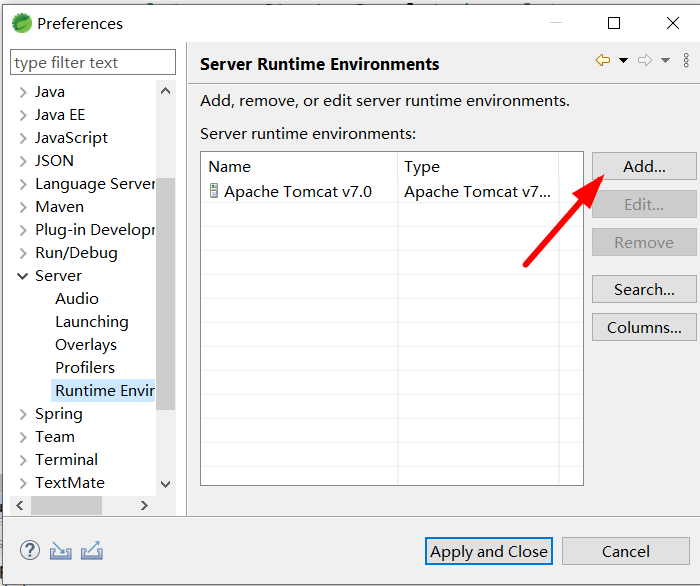 Preferences
type filter text
Java
Java EE
JavaScript
JSON
Language Server
Maven
Plug-in Develop
Run/Debug
Server
Audio
Launching
Overlays
Profilers
Runtime Envir
Spring
Team
Terminal
TextMate
Server Runtime Environments
Add, remove, or edit server runtime environments.
Server runtime environments:
Name Type
Apache Tomcat v7.0 Apache Tomcat v7...
Add...
Edit...
Remove
Search...
Columns...
Apply and Close
Cancel